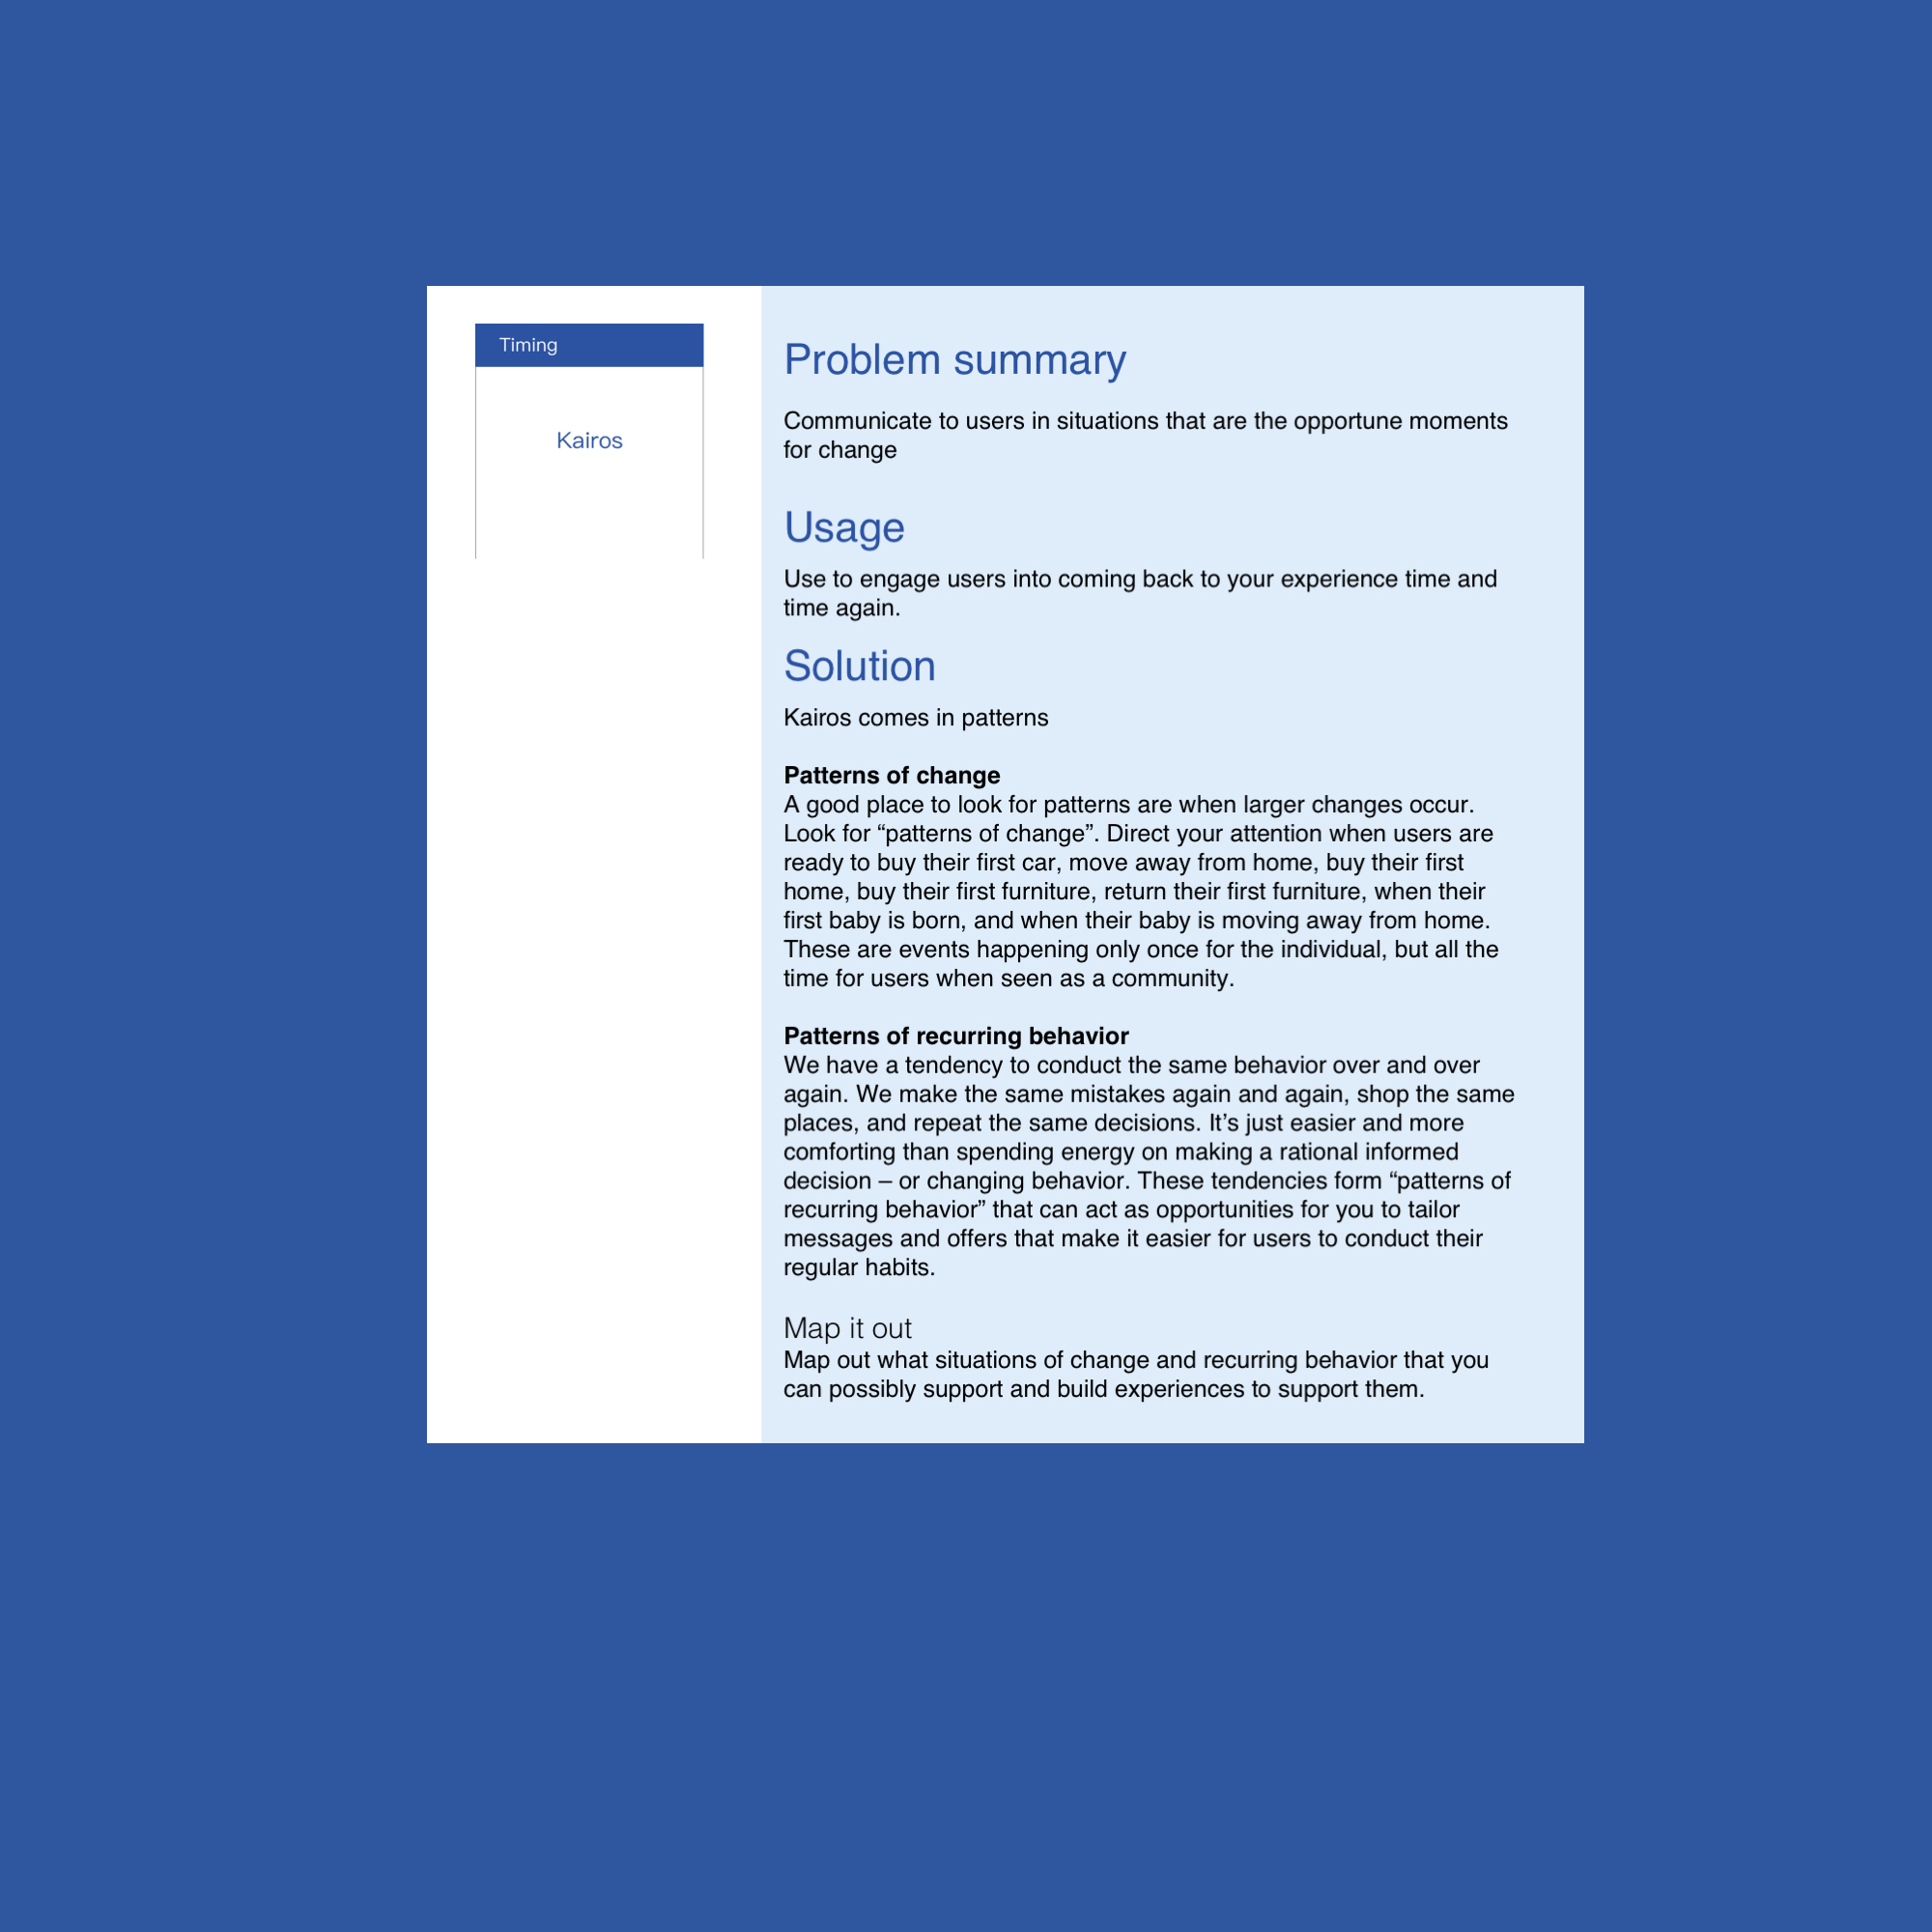 Timing
Kairos
Problem summary
Communicate to users in situations that are the opportune moments
for change
Usage
Use to engage users into coming back to your experience time and
time again.
Solution
Kairos comes in patterns
Patterns of change
A good place to look for patterns are when larger changes occur.
Look for “patterns of change”. Direct your attention when users are
ready to buy their first car, move away from home, buy their first
home, buy their first furniture, return their first furniture, when their
first baby is born, and when their baby is moving away from home.
These are events happening only once for the individual, but all the
time for users when seen as a community.
Patterns of recurring behavior
We have a tendency to conduct the same behavior over and over
again. We make the same mistakes again and again, shop the same
places, and repeat the same decisions. It’s just easier and more
comforting than spending energy on making a rational informed
decision – or changing behavior. These tendencies form “patterns of
recurring behavior” that can act as opportunities for you to tailor
messages and offers that make it easier for users to conduct their
regular habits.
Map it out
Map out what situations of change and recurring behavior that you
can possibly support and build experiences to support them.